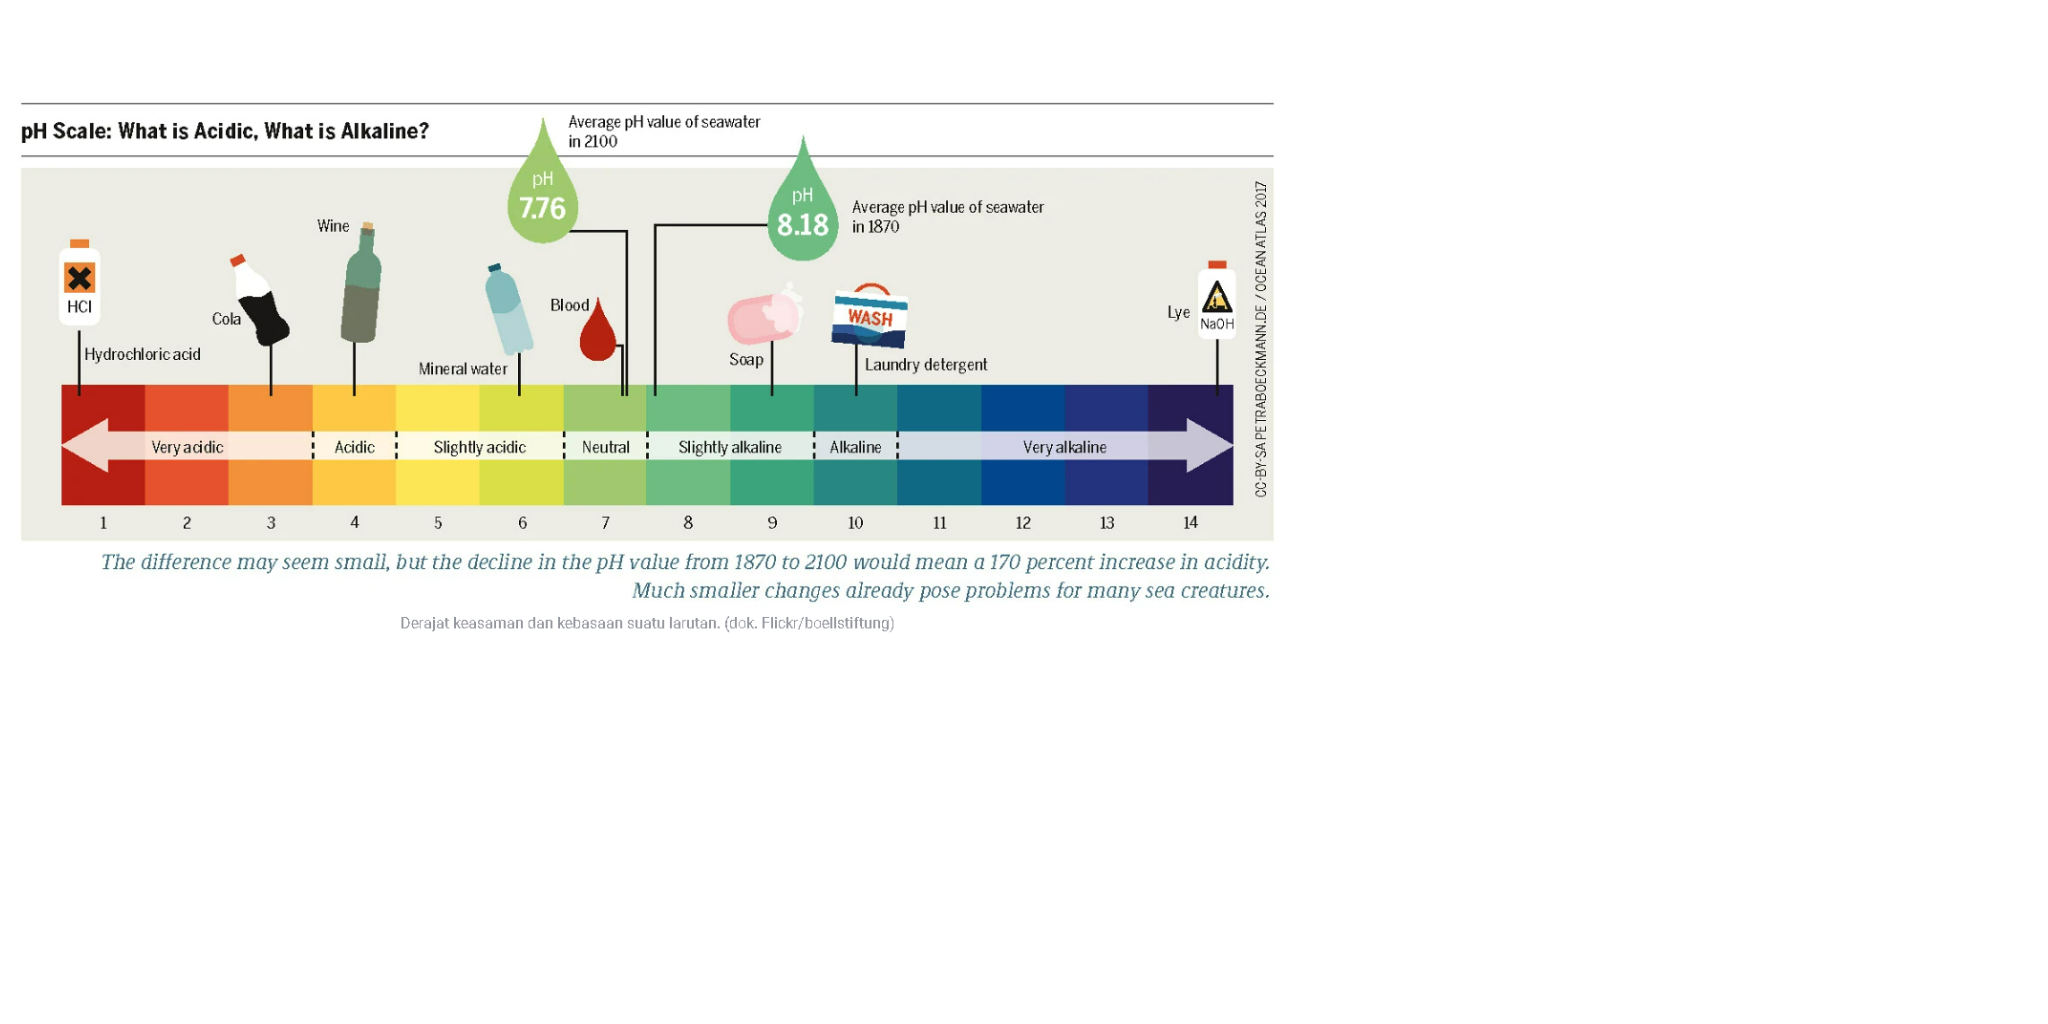 pH Scale: What is Acidic, What is Alkaline?
Average pH value of seawater
in 2100
pH
7.76
pH
8.18
Average pH value of seawater
in 1870
Wine
HCl
Hydrochloric acid
Cola
Mineral water
Blood
Soap
WASH
Laundry detergent
Lye
NaOH
Very acidic
Acidic
Slightly acidic
Neutral
Slightly alkaline
Alkaline
Very alkaline
1 2 3 4 5 6 7 8 9 10 11 12 13 14
CC-BY-SA PETRABOECKMANN.DE / OCEAN ATLAS 2017
The difference may seem small, but the decline in the pH value from 1870 to 2100 would mean a 170 percent increase in acidity.
Much smaller changes already pose problems for many sea creatures.
Derajat keasaman dan kebasaan suatu larutan. (dok. Flickr/boellstiftung)